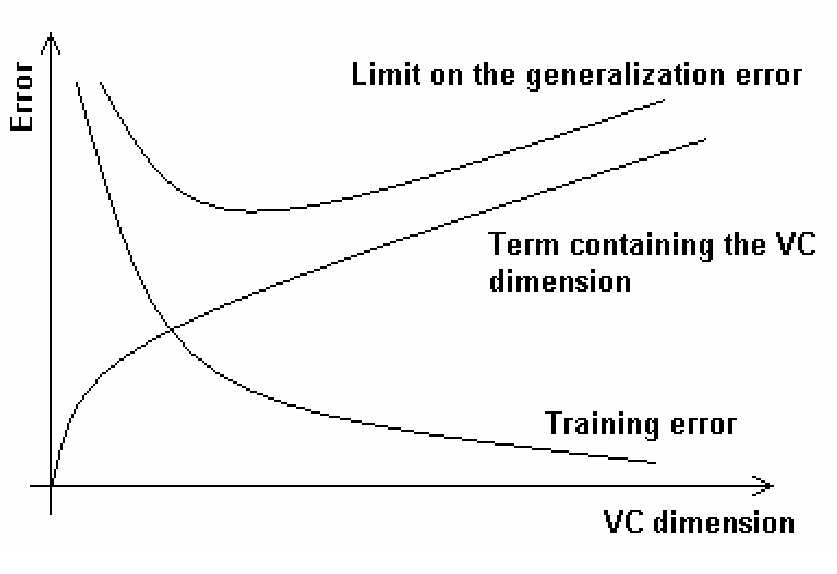 Limit on the generalization error
Error
Term containing the VC
dimension
Training error
VC dimension